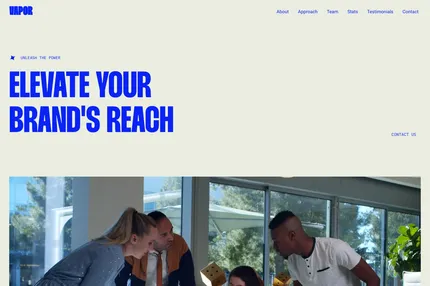 VAPOR
About Approach Team Stats Testimonials Contact
UNLEASH THE POWER
ELEVATE YOUR
BRAND'S REACH
CONTACT US